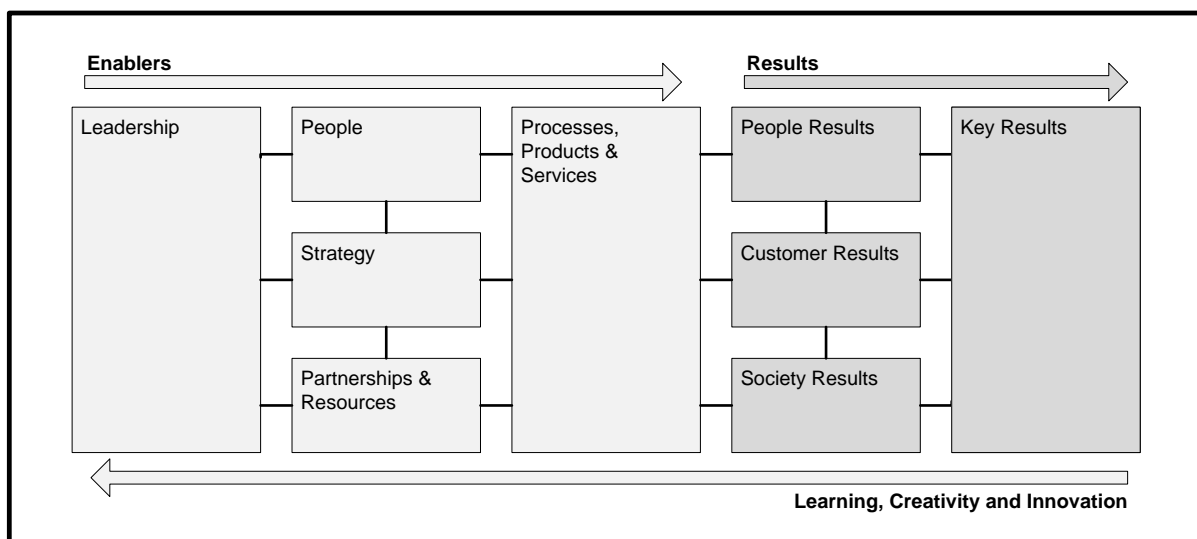 Enablers
Results
Leadership
People
Processes,
Products &
Services
People Results
Key Results
Strategy
Customer Results
Partnerships &
Resources
Society Results
Learning, Creativity and Innovation